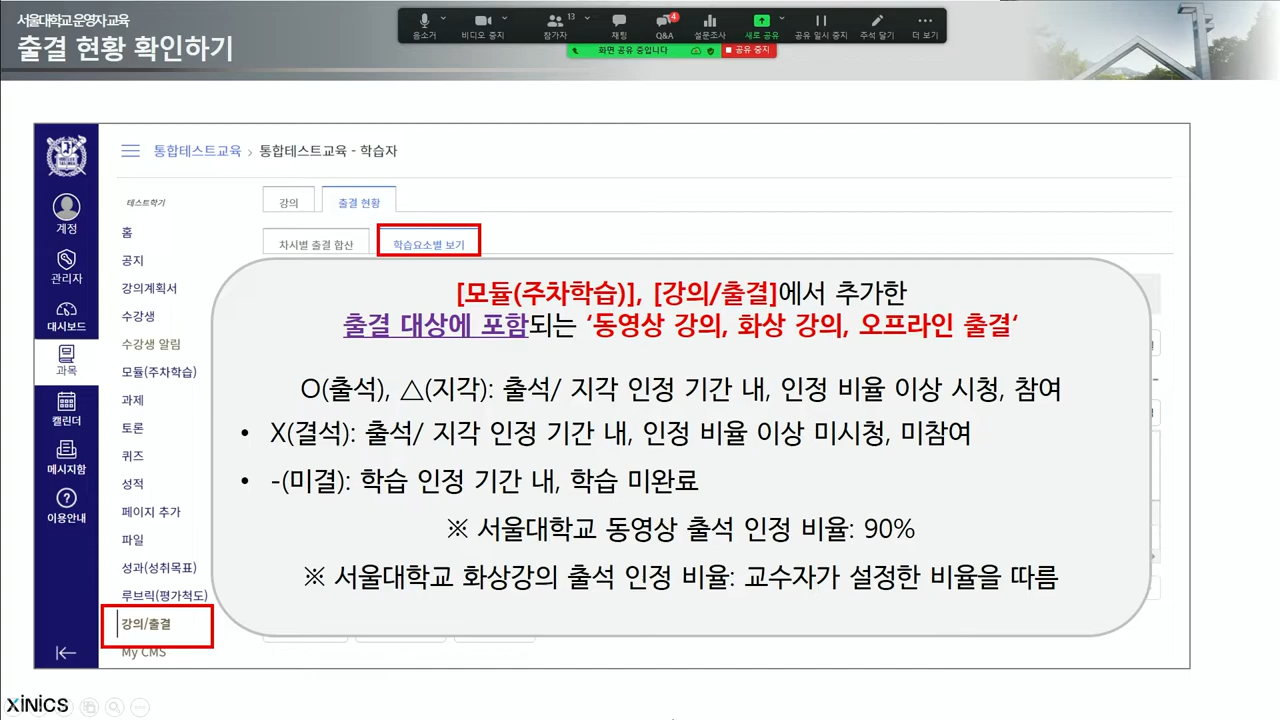 서울대학교 운영자 교육
출결 현황 확인하기
음소거
비디오 중지
13
참가자
채팅
4
Q&A
설문조사
새로 공유
공유 일시 중지
주석 달기
더 보기
화면 공유 중입니다
공유 중지
통합테스트교육 > 통합테스트교육 - 학습자
계정
관리자
대시보드
과목
캘린더
메시지함
이용안내
테스트학기
홈
공지
강의계획서
수강생
수강생 알림
모듈(주차학습)
과제
토론
퀴즈
성적
페이지 추가
파일
성과(성취목표)
루브릭(평가척도)
강의/출결
My CMS
강의
출결 현황
차시별 출결 합산
학습요소별 보기
[모듈(주차학습)], [강의/출결]에서 추가한
출결 대상에 포함되는 ‘동영상 강의, 화상 강의, 오프라인 출결‘
O(출석), △(지각): 출석/ 지각 인정 기간 내, 인정 비율 이상 시청, 참여
• X(결석): 출석/ 지각 인정 기간 내, 인정 비율 이상 미시청, 미참여
• -(미결): 학습 인정 기간 내, 학습 미완료
※ 서울대학교 동영상 출석 인정 비율: 90%
※ 서울대학교 화상강의 출석 인정 비율: 교수자가 설정한 비율을 따름
XINICS